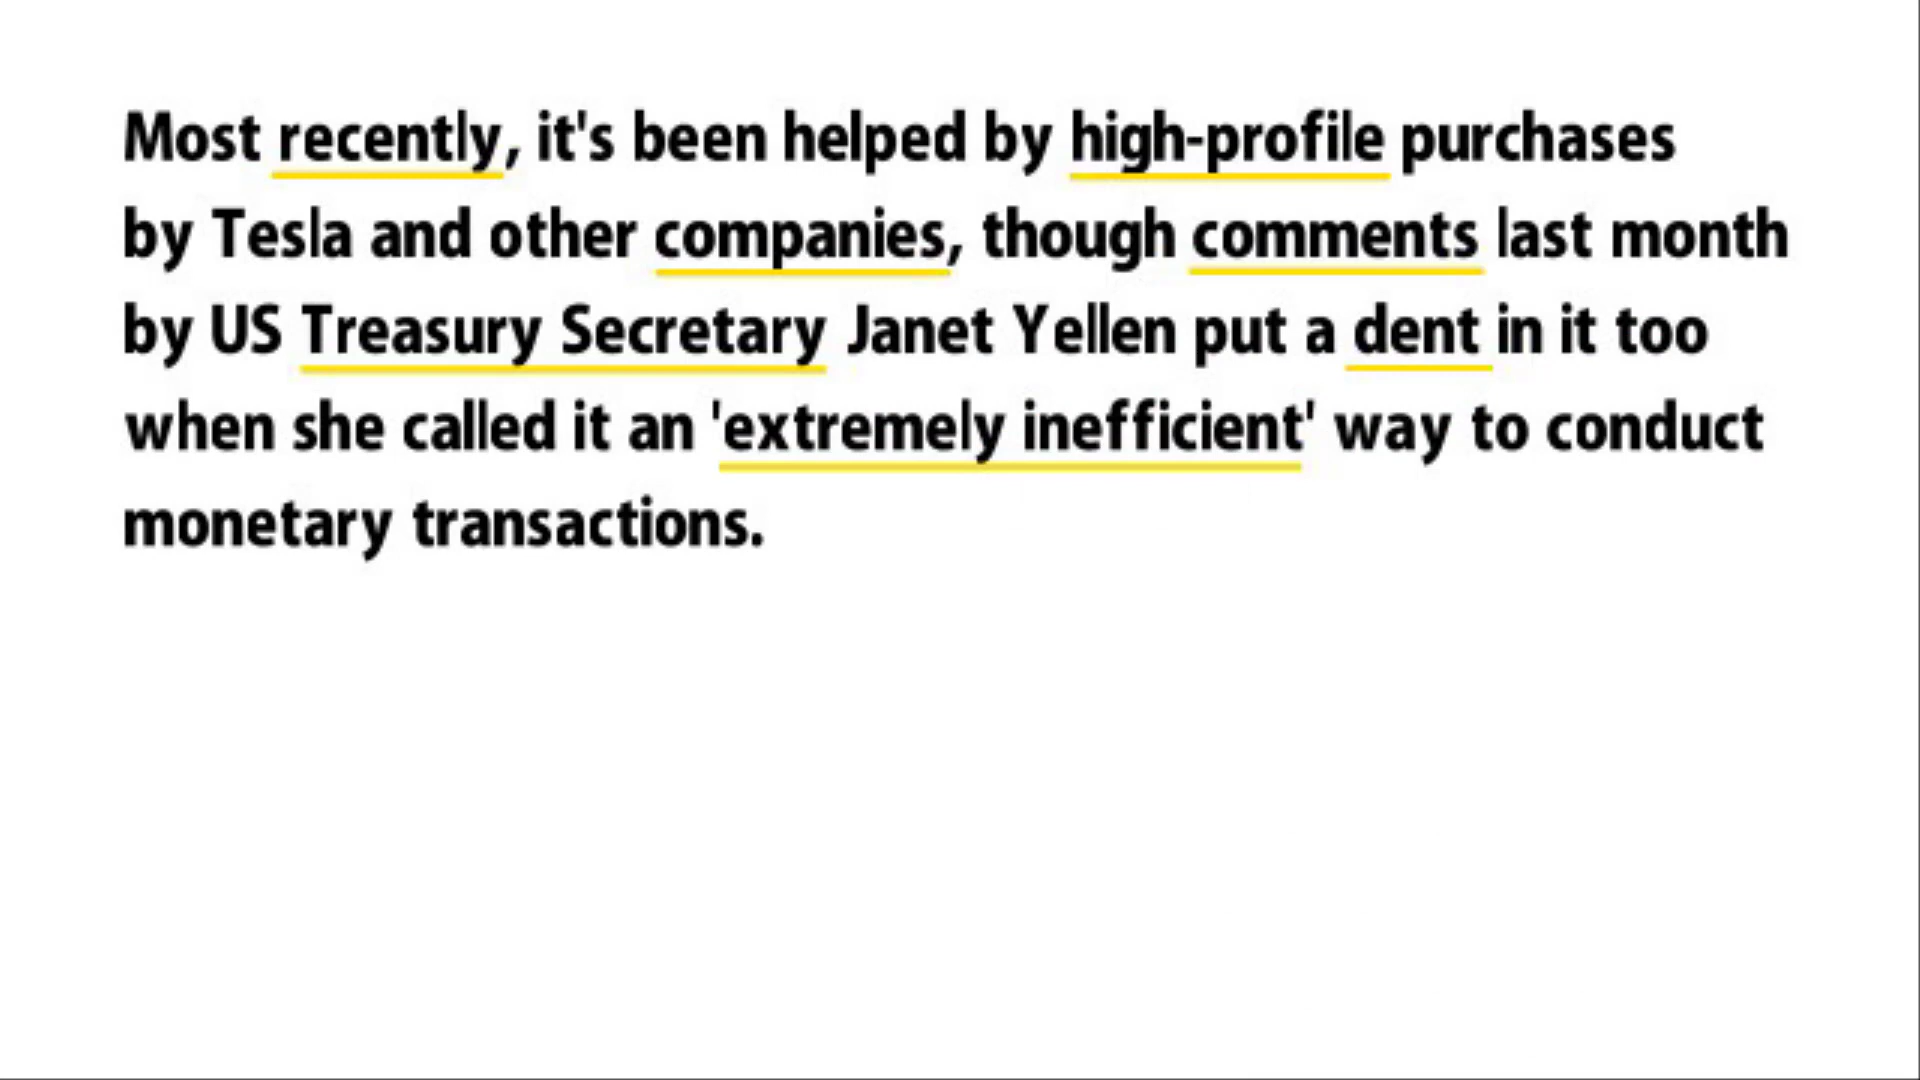 Most recently, it's been helped by high-profile purchases
by Tesla and other companies, though comments last month
by US Treasury Secretary Janet Yellen put a dent in it too
when she called it an 'extremely inefficient' way to conduct
monetary transactions.